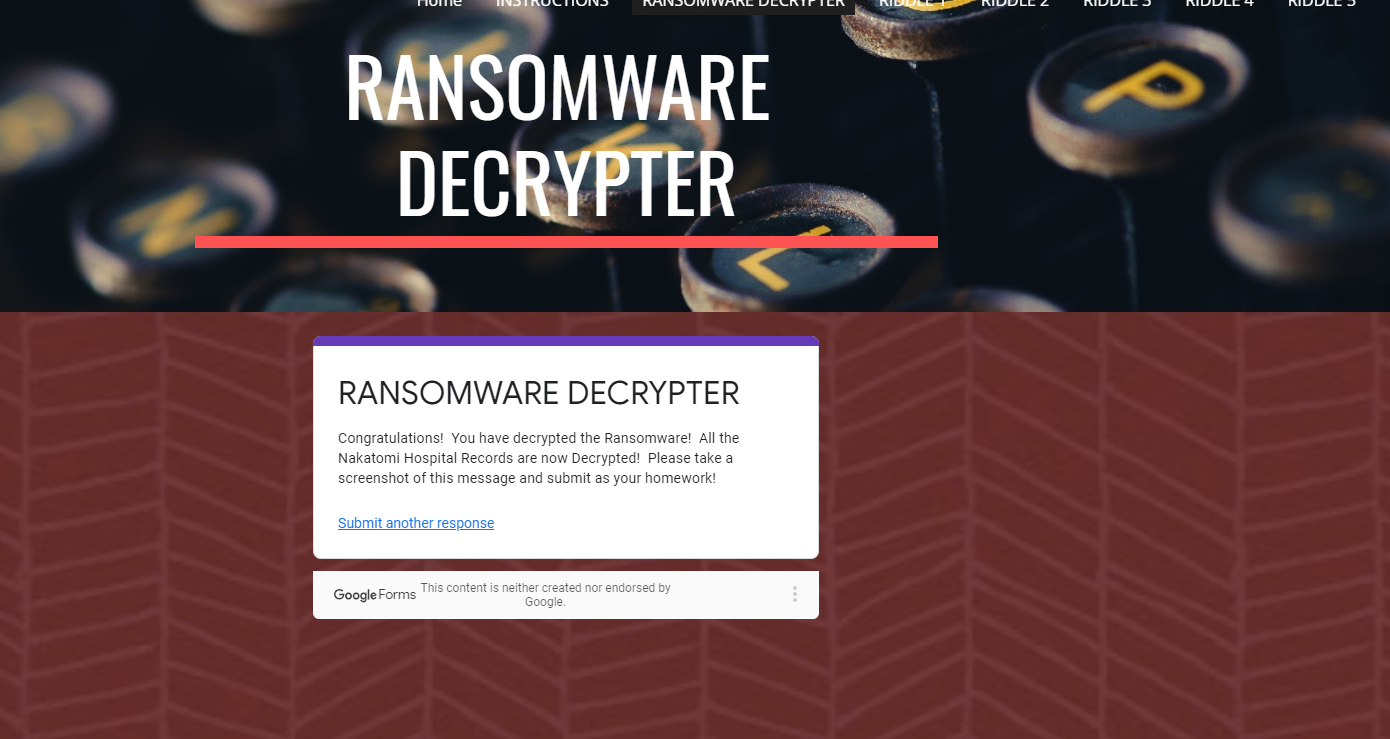 Home INSTRUCTIONS RANSOMWARE DECRYPTER RIDDLE 1 RIDDLE 2 RIDDLE 3 RIDDLE 4 RIDDLE 5
RANSOMWARE
DECRYPTER
P
N
L
RANSOMWARE DECRYPTER
Congratulations!  You have decrypted the Ransomware!  All the
Nakatomi Hospital Records are now Decrypted!  Please take a
screenshot of this message and submit as your homework!
Submit another response
Google Forms This content is neither created nor endorsed by
Google.